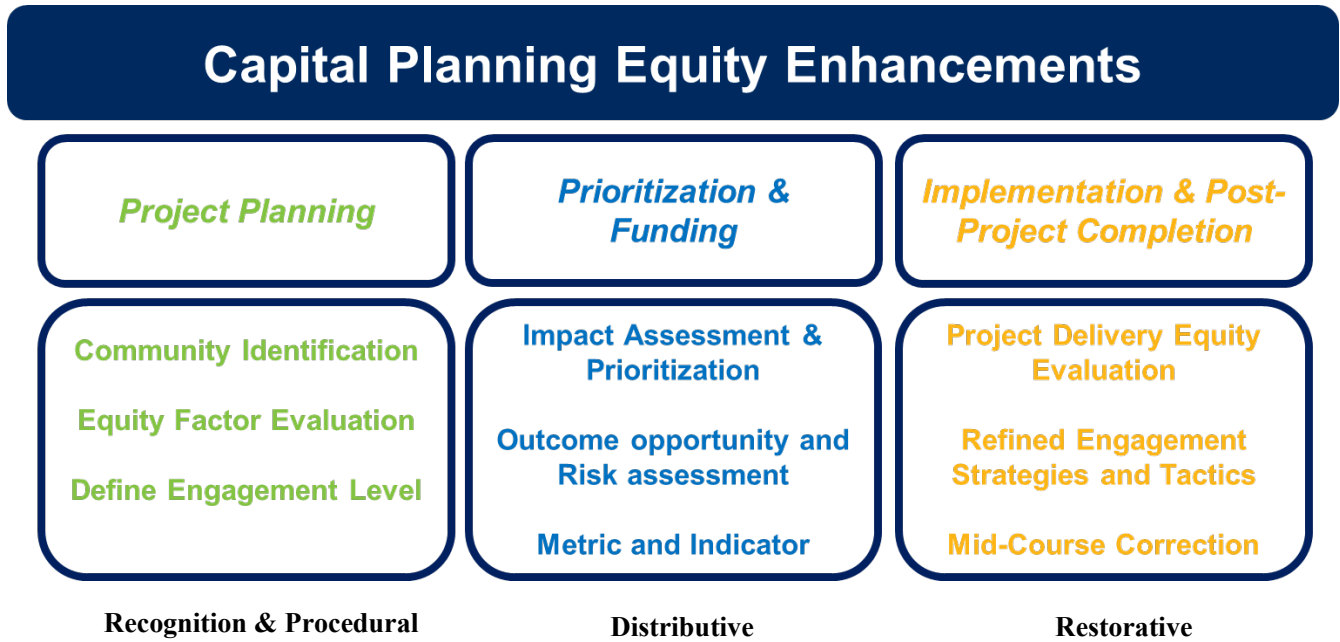 Capital Planning Equity Enhancements
Project Planning
Prioritization &
Funding
Implementation & Post-
Project Completion
Community Identification
Equity Factor Evaluation
Define Engagement Level
Impact Assessment &
Prioritization
Outcome opportunity and
Risk assessment
Metric and Indicator
Project Delivery Equity
Evaluation
Refined Engagement
Strategies and Tactics
Mid-Course Correction
Recognition & Procedural
Distributive
Restorative